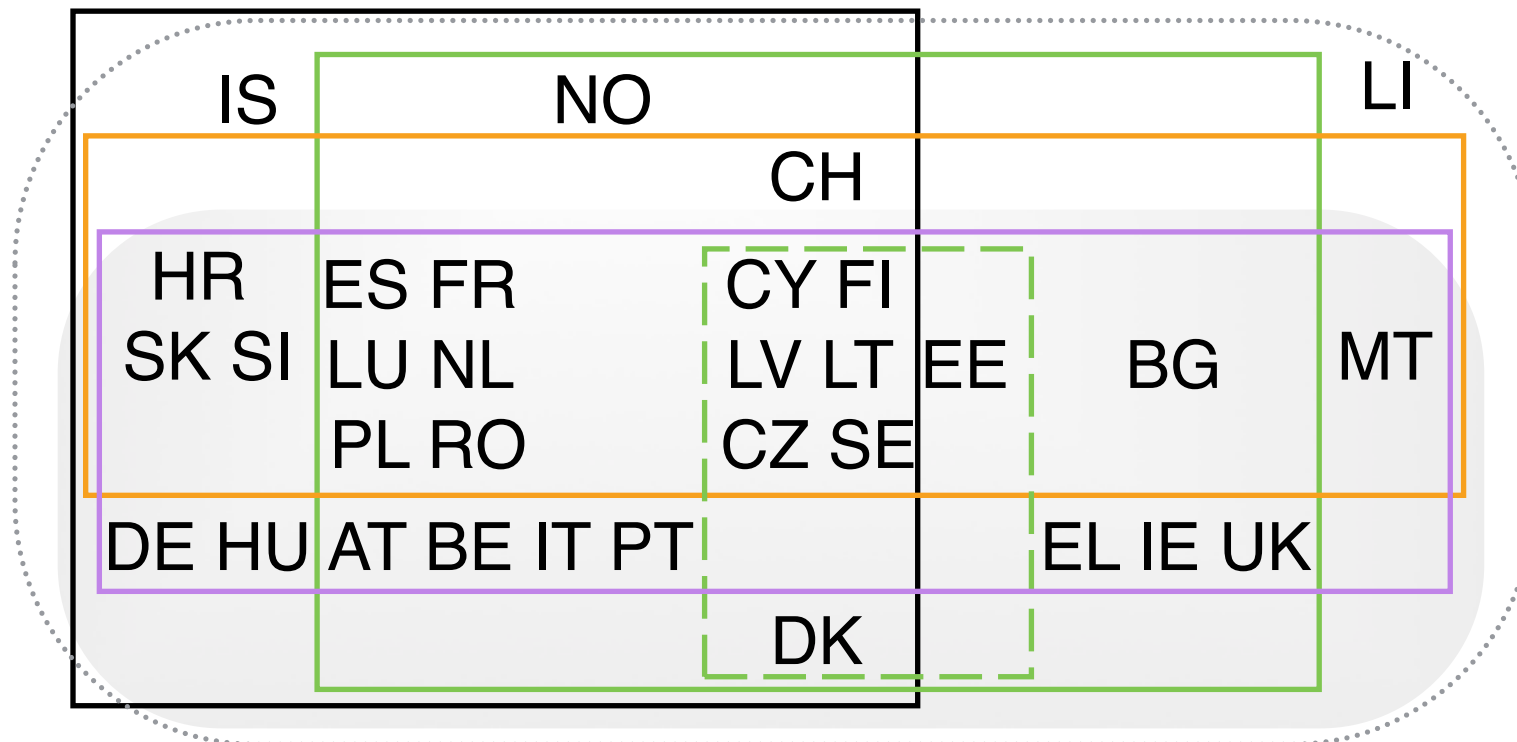 IS NO LI
CH
HR ES FR CY FI
SK SI LU NL LV LT EE BG MT
PL RO CZ SE
DE HU AT BE IT PT EL IE UK
DK